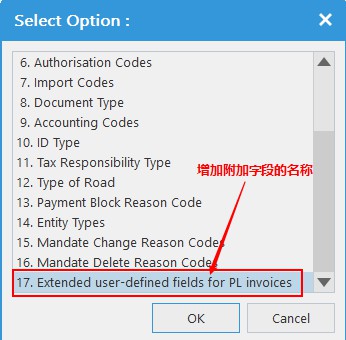 Select Option :
6. Authorisation Codes
7. Import Codes
8. Document Type
9. Accounting Codes
10. ID Type
11. Tax Responsibility Type
12. Type of Road
增加附加字段的名称
13. Payment Block Reason Code
14. Entity Types
15. Mandate Change Reason Codes
16. Mandate Delete Reason Codes
17. Extended user-defined fields for PL invoices
OK
Cancel